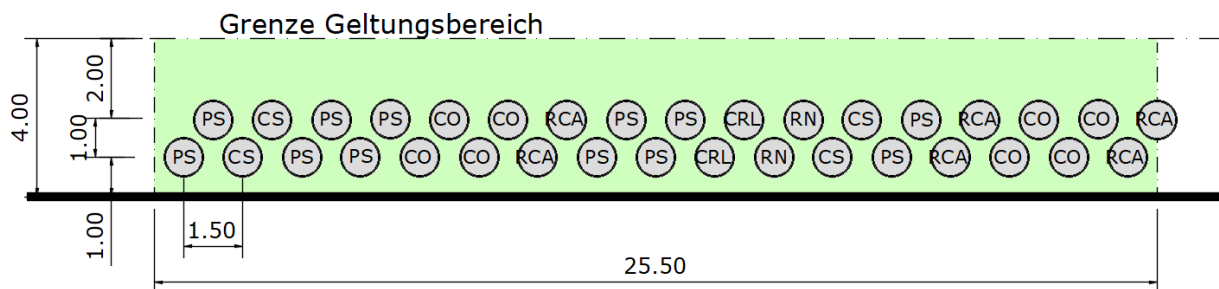 Grenze Geltungsbereich
4.00
2.00
1.00
1.00
PS CS PS PS CO CO RCA PS PS CRL RN CS PS RCA CO CO RCA
PS CS PS PS CO CO RCA PS PS CRL RN CS PS RCA CO CO RCA
1.50
25.50